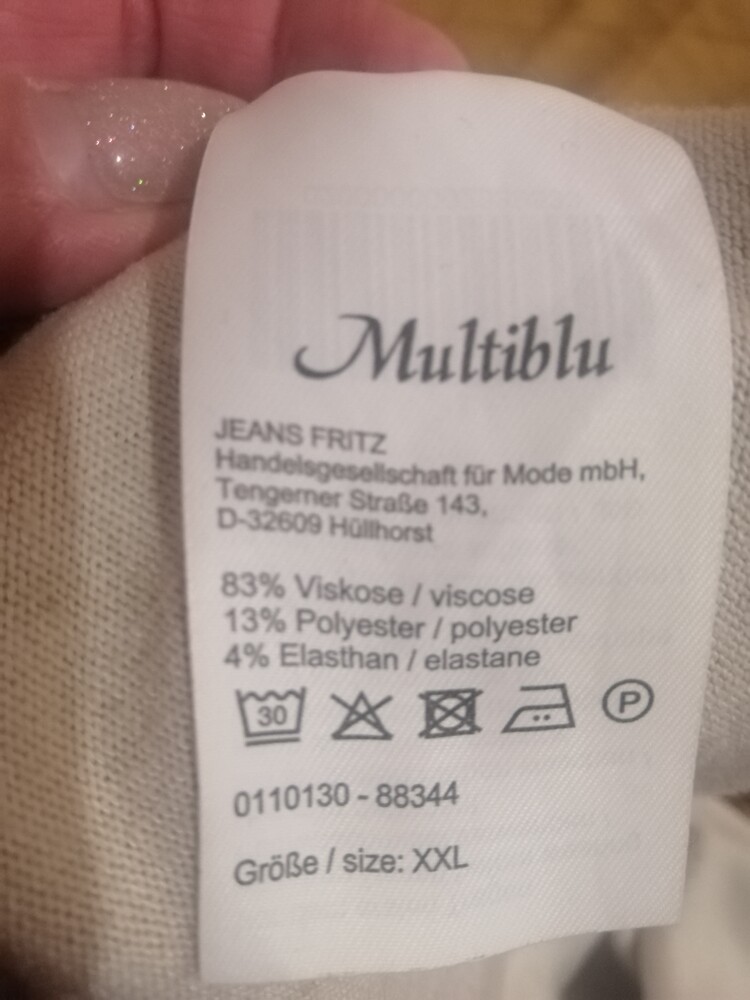 Multiblu
JEANS FRITZ
Handelsgesellschaft für Mode mbH,
Tengerner Straße 143,
D-32609 Hüllhorst
83% Viskose / viscose
13% Polyester / polyester
4% Elasthan / elastane
30 P
0110130 - 88344
Größe / size: XXL